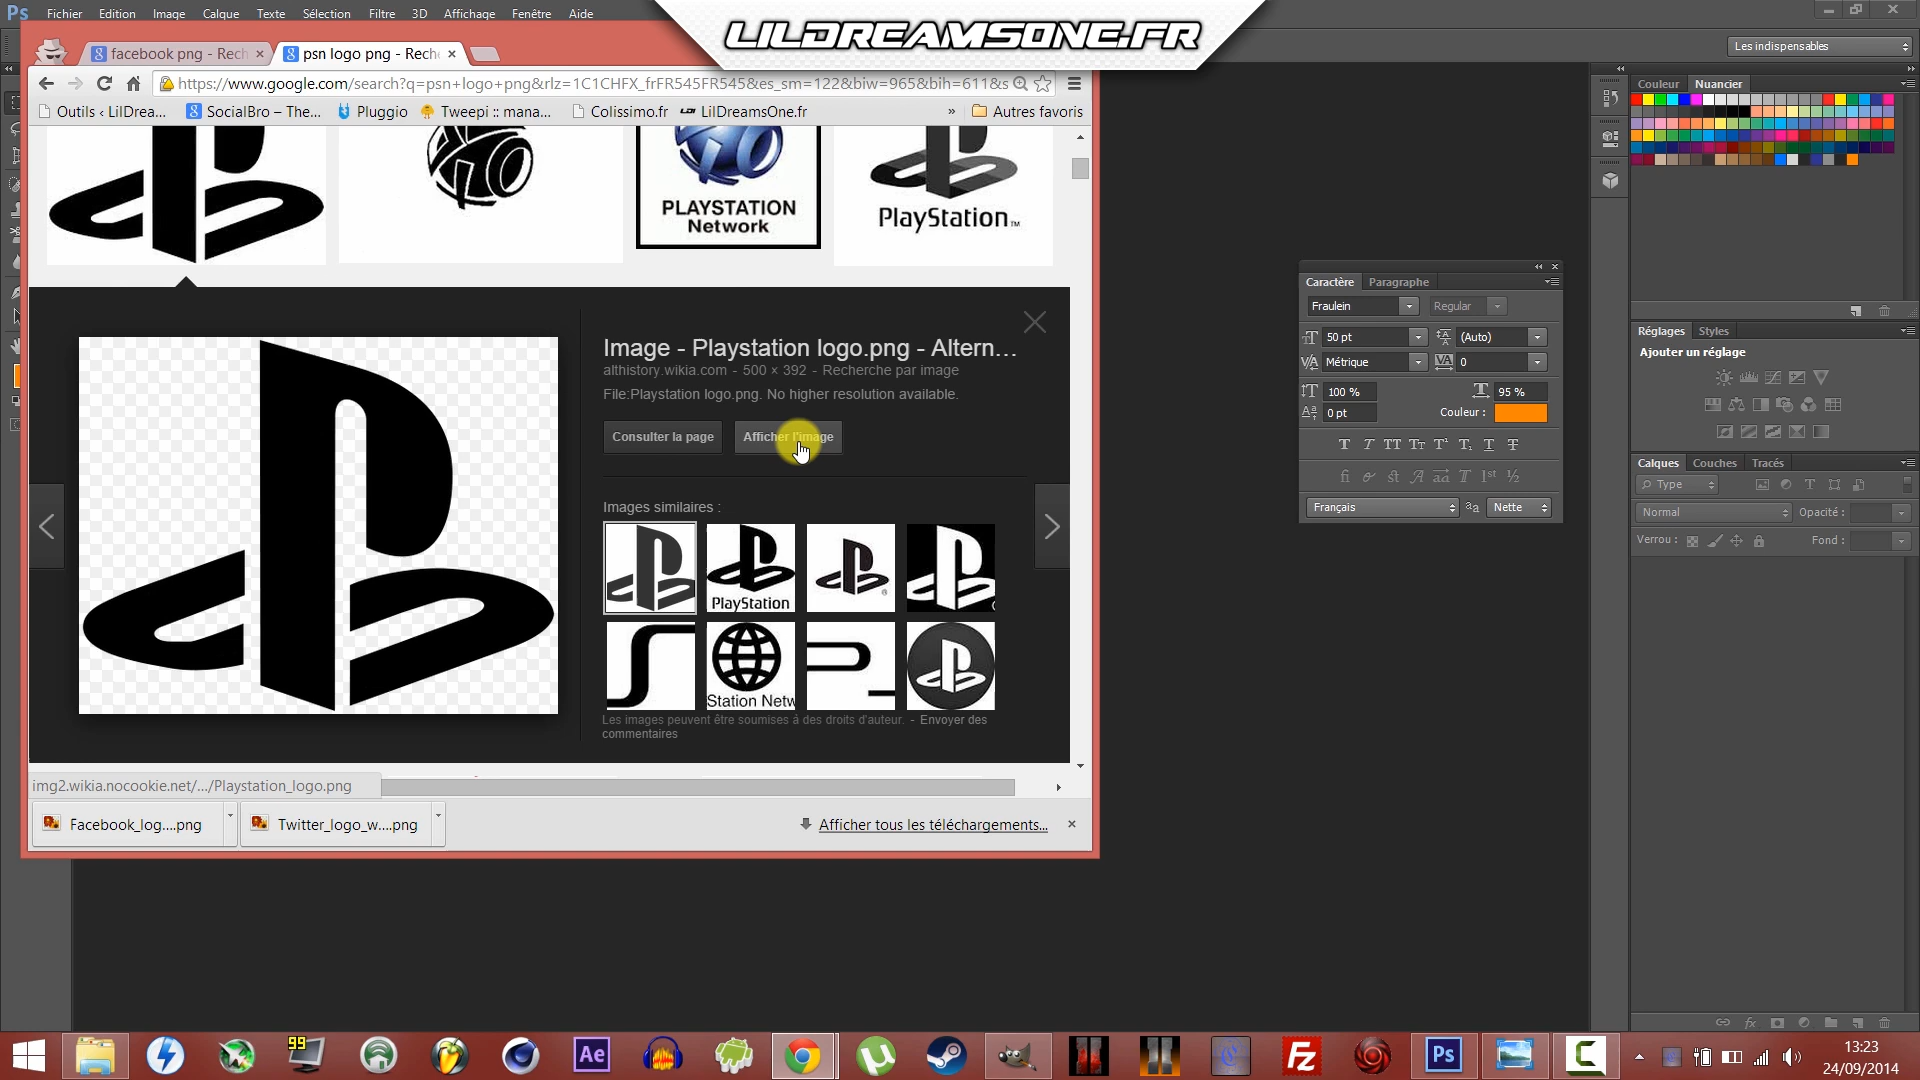 Ps Fichier Edition Image Calque Texte Sélection Filtre 3D Affichage Fenêtre Aide
LILDREAMSONE.FR
Les indispensables
facebook png - Rech
psn logo png - Reche
https://www.google.com/search?q=psn+logo+png&rlz=1C1CHFX_frFR545FR545&es_sm=122&biw=965&bih=611&s
Outils ‹ LilDrea... SocialBro – The... Pluggio Tweepi :: mana... Colissimo.fr LilDreamsOne.fr » Autres favoris
PLAYSTATION
Network
PlayStation™
Image - Playstation logo.png - Altern...
althistory.wikia.com - 500 × 392 - Recherche par image
File:Playstation logo.png. No higher resolution available.
Consulter la page
Afficher l'image
Images similaires :
PlayStation
Station Netw
Les images peuvent être soumises à des droits d'auteur. - Envoyer des
commentaires
img2.wikia.nocookie.net/.../Playstation_logo.png
Facebook_log....png
Twitter_logo_w....png
Afficher tous les téléchargements...
Caractère Paragraphe
Fraulein Regular
50 pt (Auto)
Métrique 0
100 % 95 %
0 pt Couleur :
Français aa Nette
Couleur Nuancier
Réglages Styles
Ajouter un réglage
Calques Couches Tracés
Type
Normal Opacité :
Verrou : Fond :
99
Ae
Fz
Ps
C
13:23
24/09/2014